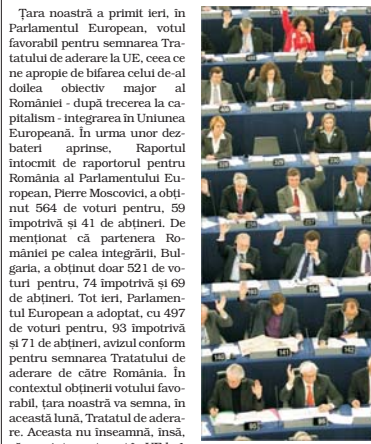 Țara noastră a primit ieri, în
Parlamentul European, votul
favorabil pentru semnarea Tra-
tatului de aderare la UE, ceea ce
ne apropie de bifarea celui de-al
doilea obiectiv major al
României - după trecerea la ca-
pitalism - integrarea în Uniunea
Europeană. În urma unor dez-
bateri aprinse, Raportul
întocmit de raportorul pentru
România al Parlamentului Eu-
ropean, Pierre Moscovici, a obți-
nut 564 de voturi pentru, 59
împotrivă și 41 de abțineri. De
menționat că partenera Ro-
mâniei pe calea integrării, Bul-
garia, a obținut doar 521 de vo-
turi pentru, 74 împotrivă și 69
de abțineri. Tot ieri, Parlamen-
tul European a adoptat, cu 497
de voturi pentru, 93 împotrivă
și 71 de abțineri, avizul conform
pentru semnarea Tratatului de
aderare de către România. În
contextul obținerii votului favo-
rabil, țara noastră va semna, în
această lună, Tratatul de adera-
re. Aceasta nu înseamnă, însă,
194
140
141
142